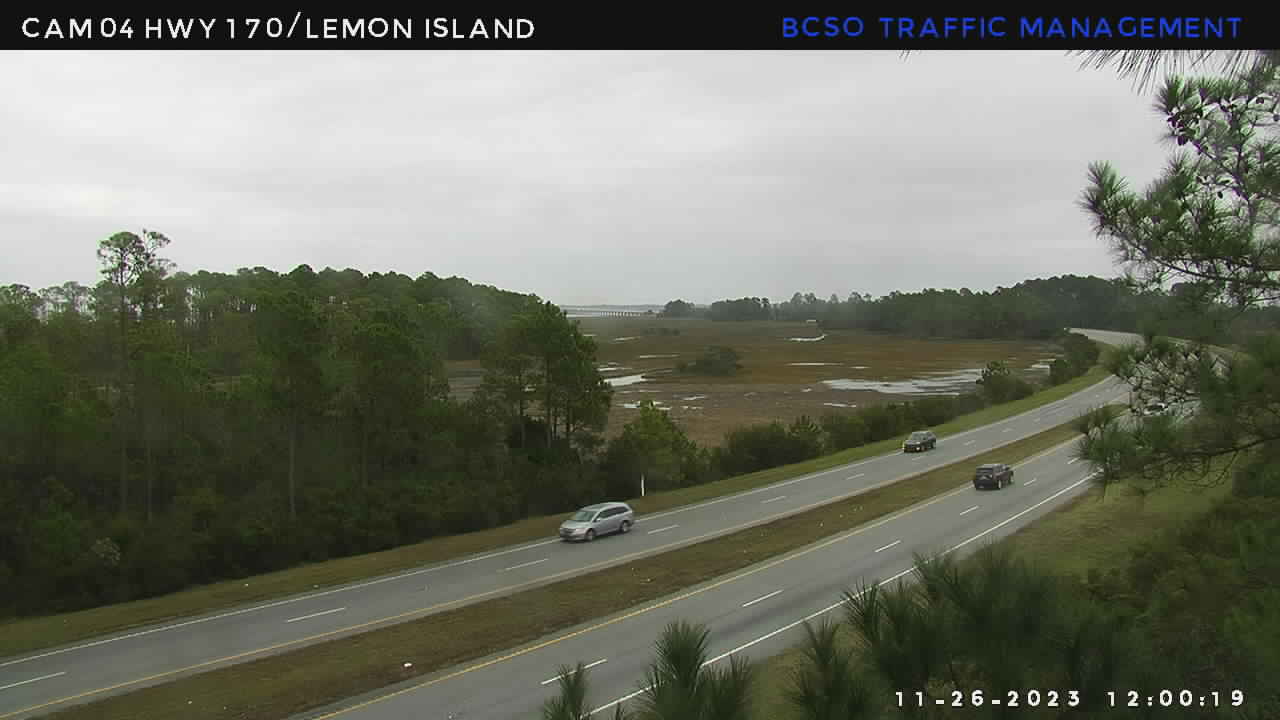 CAM04 HWY 170/LEMON ISLAND
BCSO TRAFFIC MANAGEMENT
11-26-2023 12:00:19